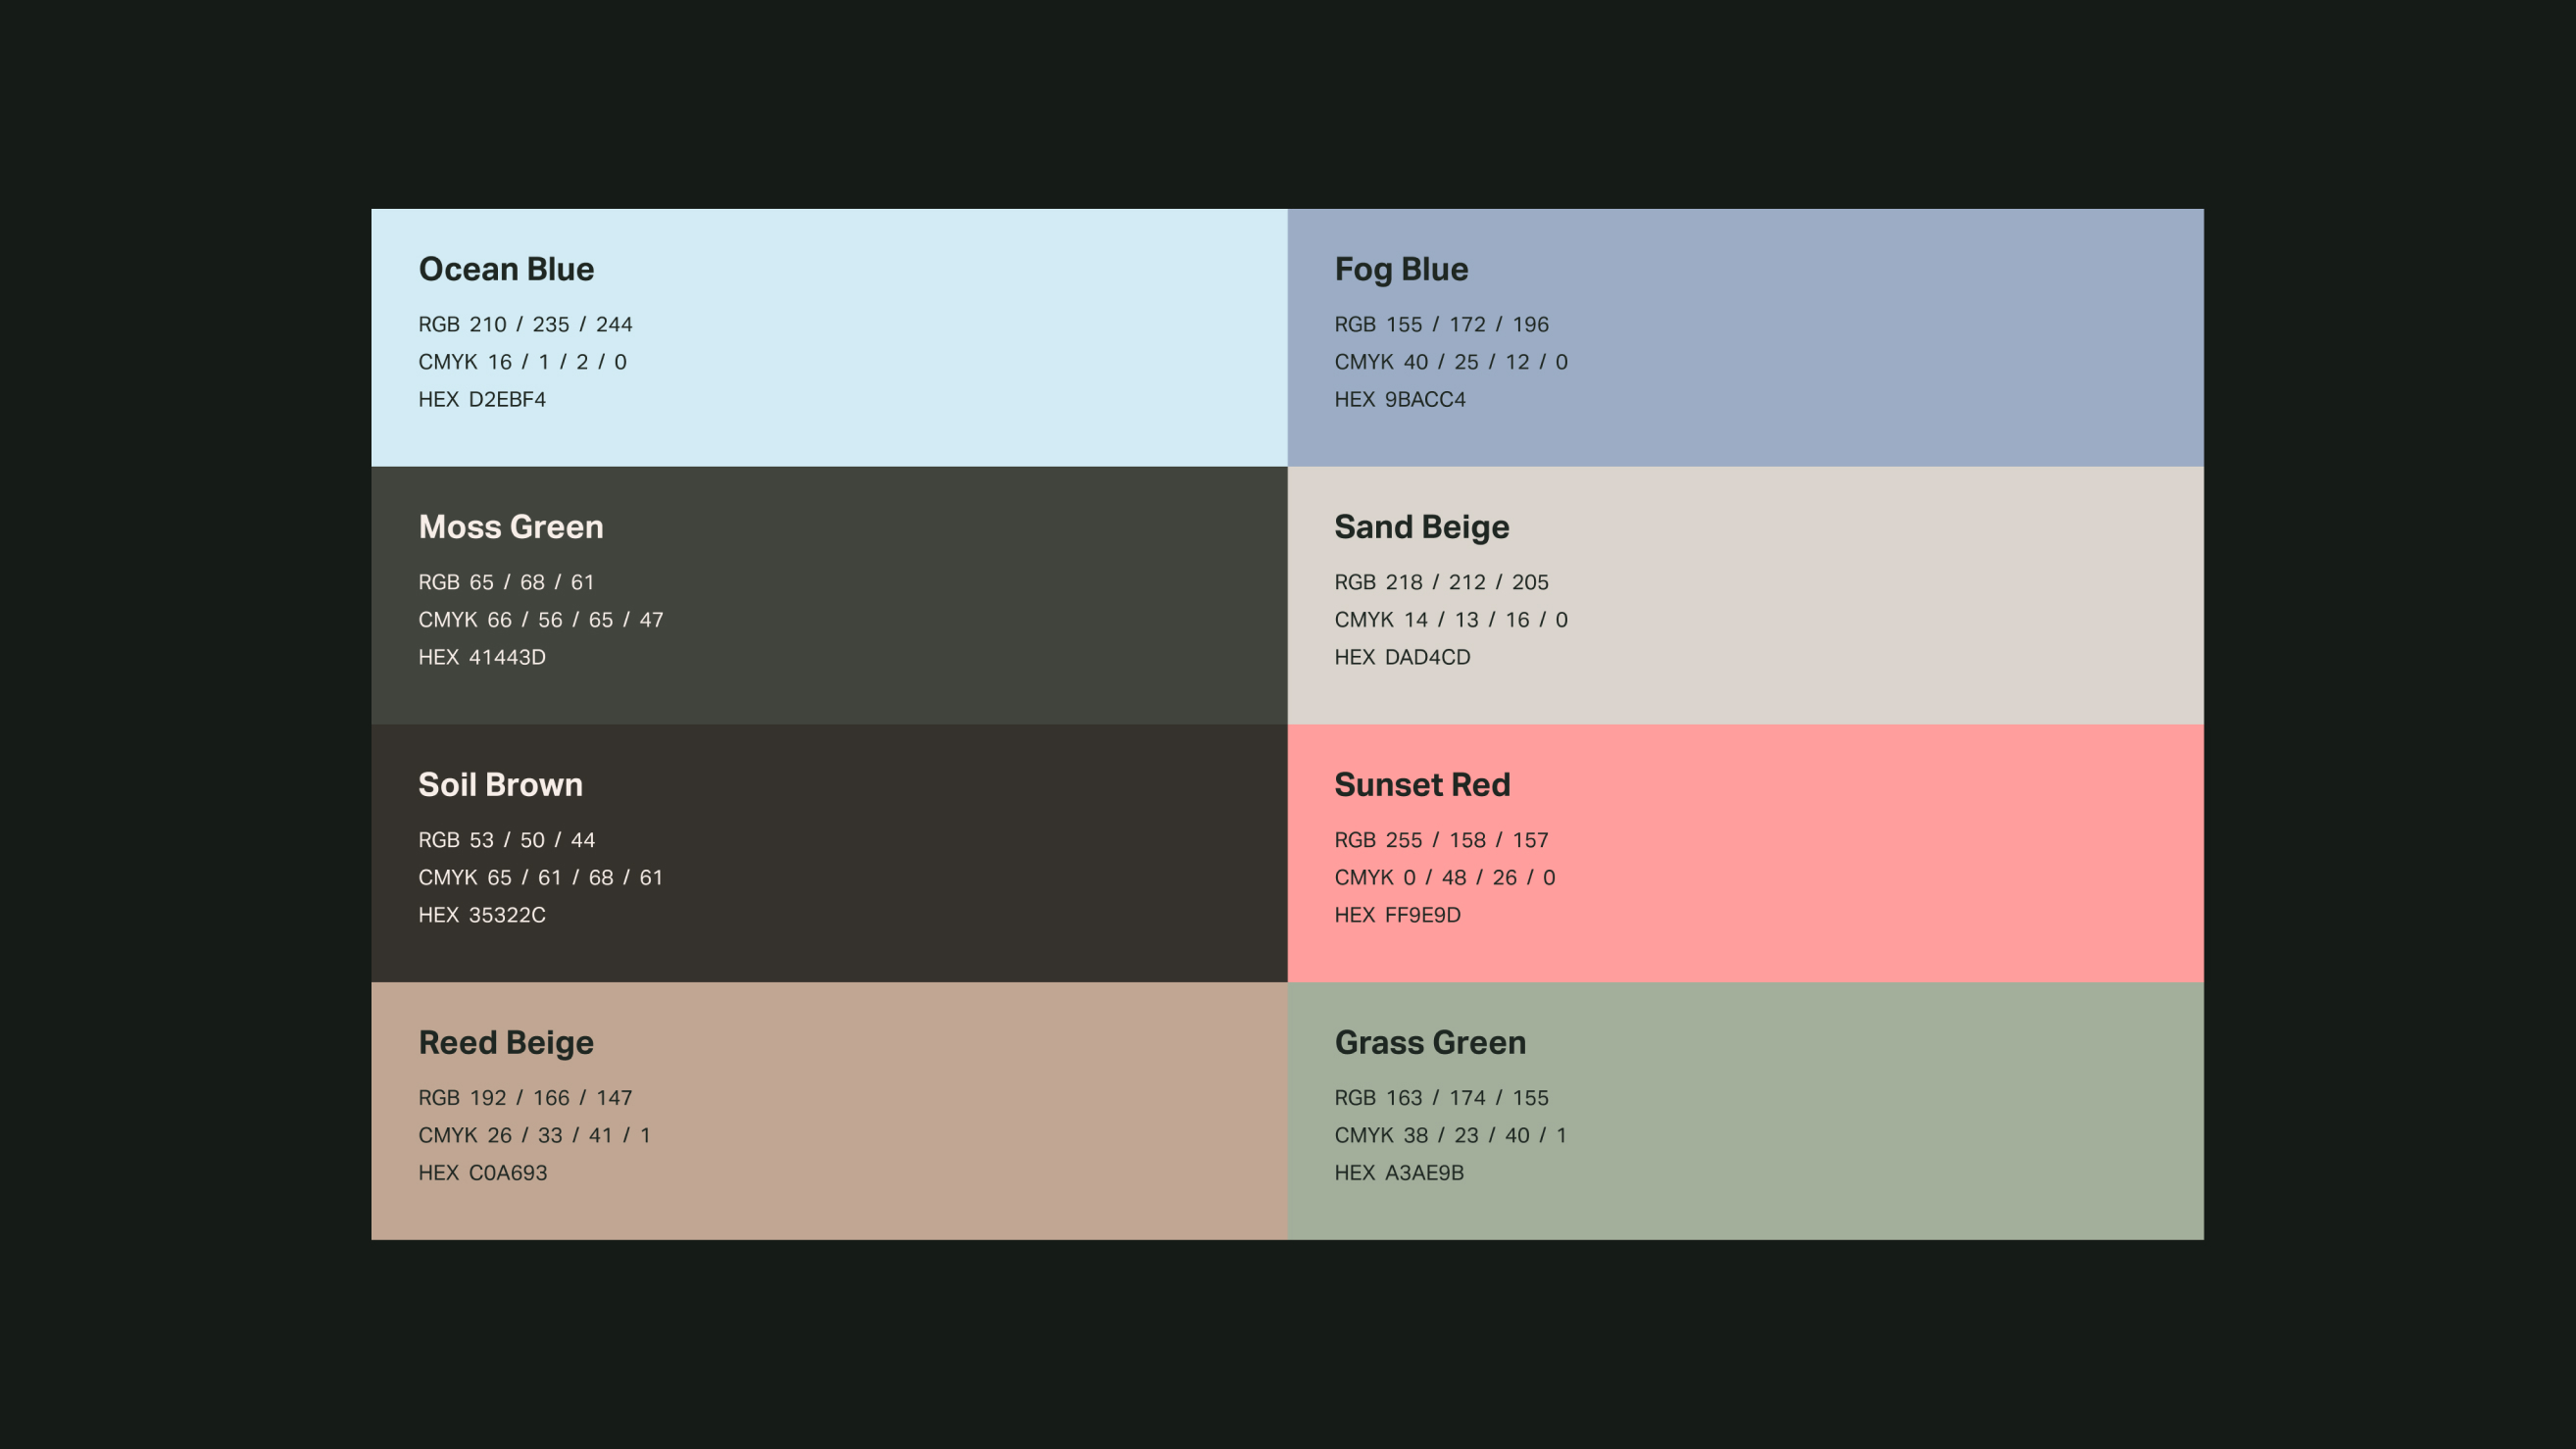 Ocean Blue
RGB 210 / 235 / 244
CMYK 16 / 1 / 2 / 0
HEX D2EBF4
Fog Blue
RGB 155 / 172 / 196
CMYK 40 / 25 / 12 / 0
HEX 9BACC4
Moss Green
RGB 65 / 68 / 61
CMYK 66 / 56 / 65 / 47
HEX 41443D
Sand Beige
RGB 218 / 212 / 205
CMYK 14 / 13 / 16 / 0
HEX DAD4CD
Soil Brown
RGB 53 / 50 / 44
CMYK 65 / 61 / 68 / 61
HEX 35322C
Sunset Red
RGB 255 / 158 / 157
CMYK 0 / 48 / 26 / 0
HEX FF9E9D
Reed Beige
RGB 192 / 166 / 147
CMYK 26 / 33 / 41 / 1
HEX C0A693
Grass Green
RGB 163 / 174 / 155
CMYK 38 / 23 / 40 / 1
HEX A3AE9B